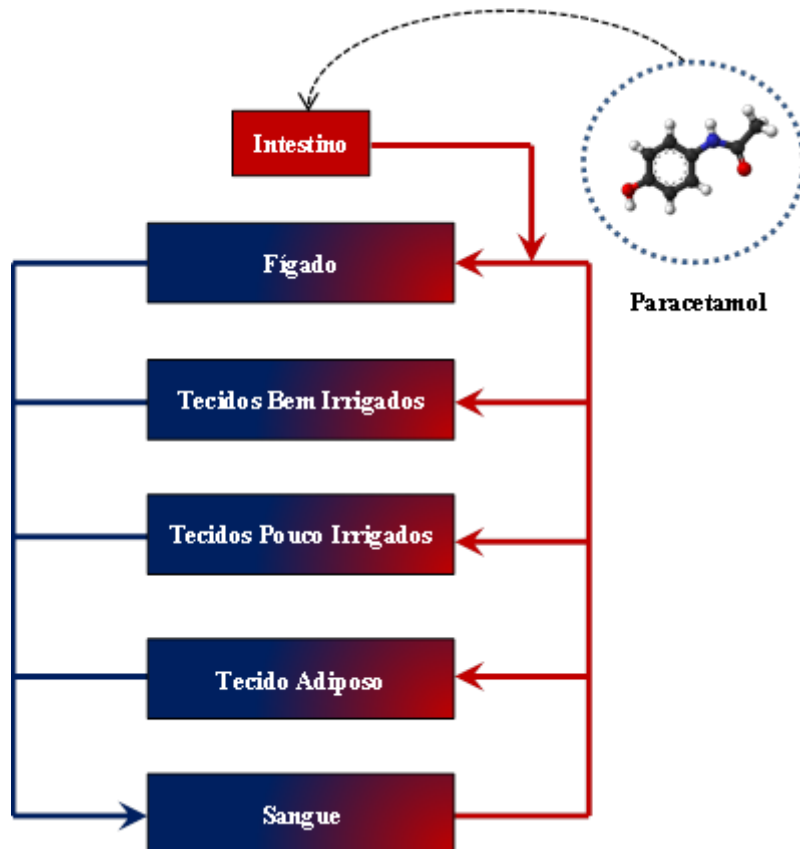 Intestino
Fígado
Paracetamol
Tecidos Bem Irrigados
Tecidos Pouco Irrigados
Tecido Adiposo
Sangue